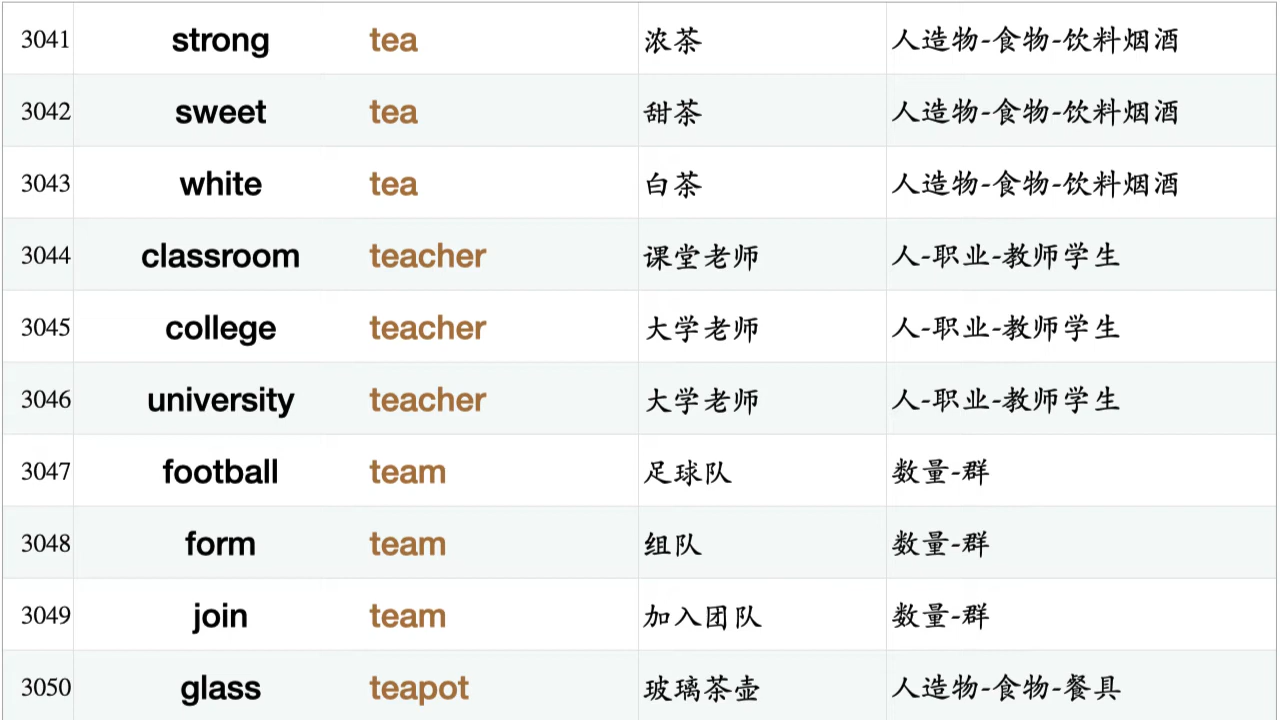 3041 strong tea 浓茶 人造物-食物-饮料烟酒
3042 sweet tea 甜茶 人造物-食物-饮料烟酒
3043 white tea 白茶 人造物-食物-饮料烟酒
3044 classroom teacher 课堂老师 人-职业-教师学生
3045 college teacher 大学老师 人-职业-教师学生
3046 university teacher 大学老师 人-职业-教师学生
3047 football team 足球队 数量-群
3048 form team 组队 数量-群
3049 join team 加入团队 数量-群
3050 glass teapot 玻璃茶壶 人造物-食物-餐具